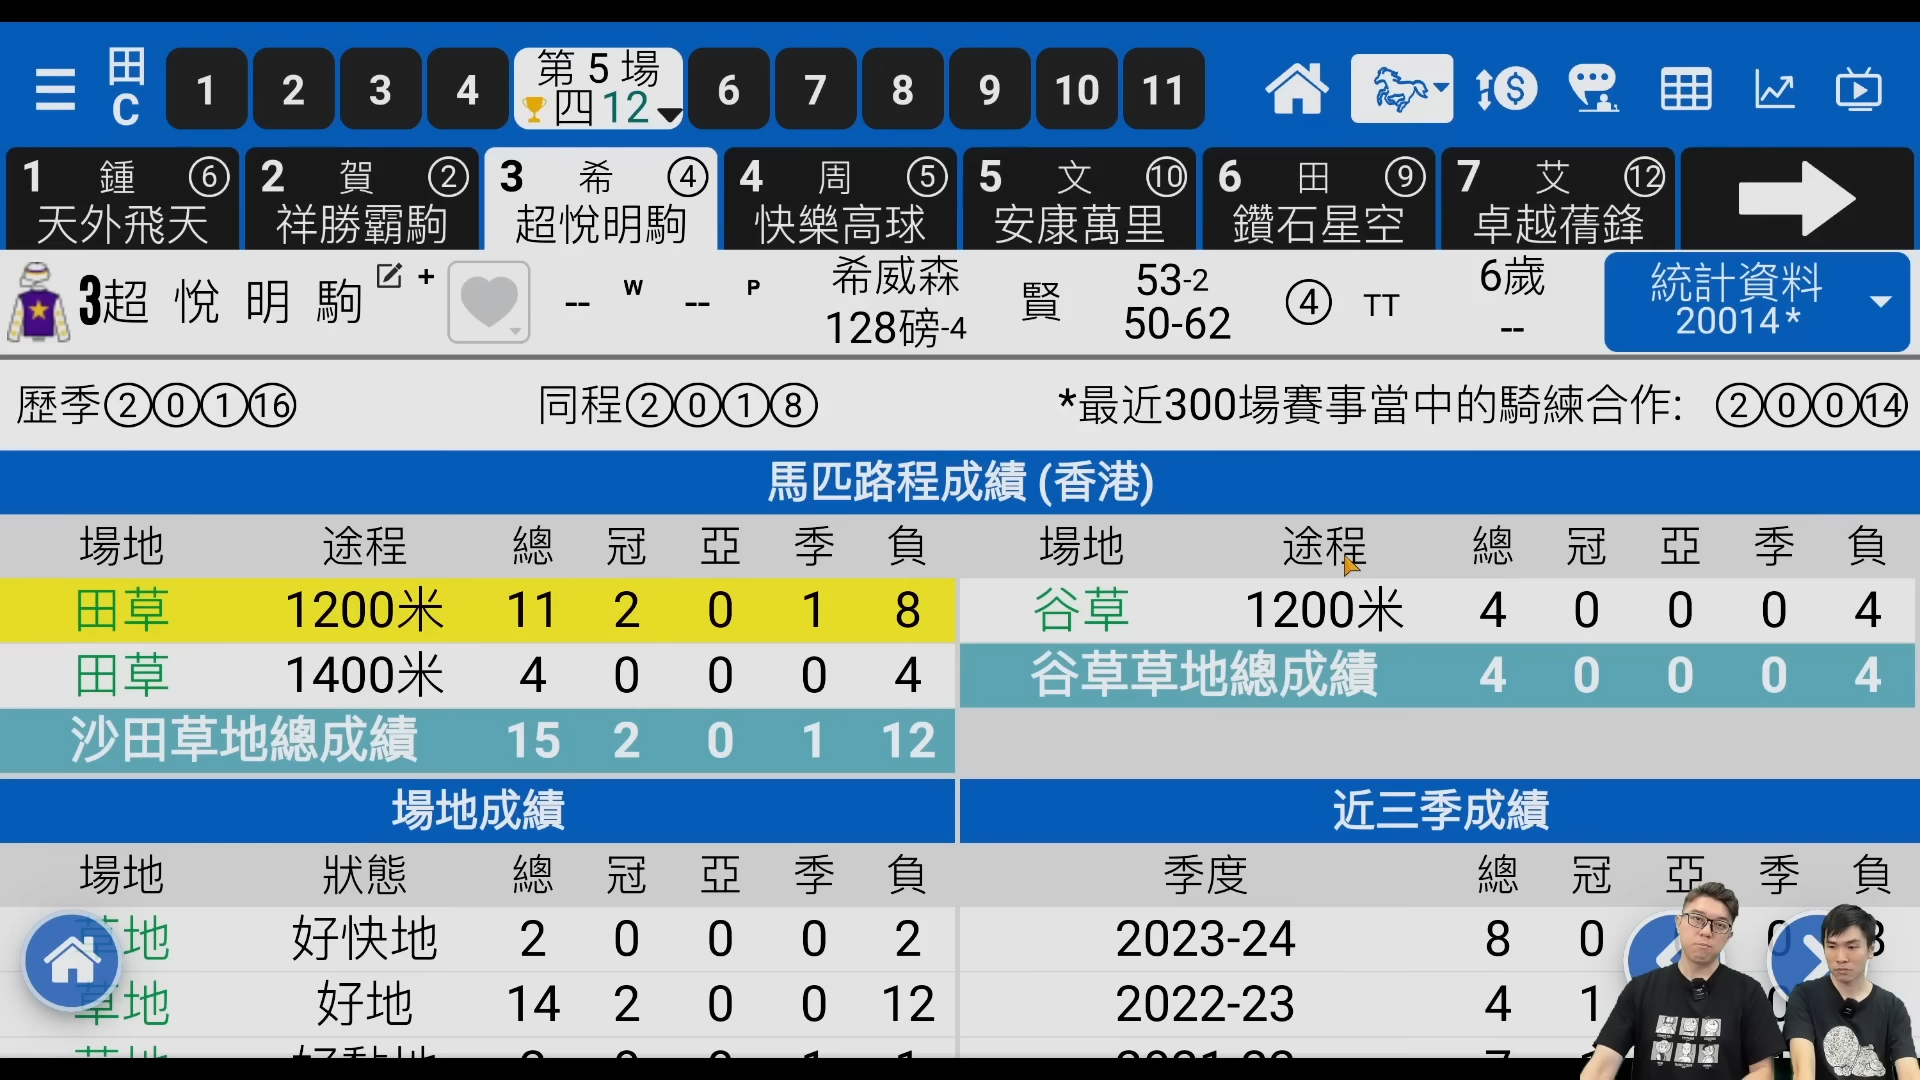 田 C 1 2 3 4 第 5 場 四 12 6 7 8 9 10 11
1 鍾 ⑥ 天外飛天
2 賀 ② 祥勝霸駒
3 希 ④ 超悅明駒
4 周 ⑤ 快樂高球
5 文 ⑩ 安康萬里
6 田 ⑨ 鑽石星空
7 艾 ⑫ 卓越蒨鋒
3超悅明駒 + -- W -- P
希威森
128磅-4
賢
53-2
50-62
④ TT
6歲
--
統計資料
20014*
歷季②⓪①⑯ 同程②⓪①⑧ *最近300場賽事當中的騎練合作: ②⓪⓪⑭
馬匹路程成績 (香港)
場地 途程 總 冠 亞 季 負 場地 途程 總 冠 亞 季 負
田草 1200米 11 2 0 1 8 谷草 1200米 4 0 0 0 4
田草 1400米 4 0 0 0 4 谷草草地總成績 4 0 0 0 4
沙田草地總成績 15 2 0 1 12
場地成績 近三季成績
場地 狀態 總 冠 亞 季 負 季度 總 冠 亞 季 負
草地 好快地 2 0 0 0 2 2023-24 8 0 0
草地 好地 14 2 0 0 12 2022-23 4 1